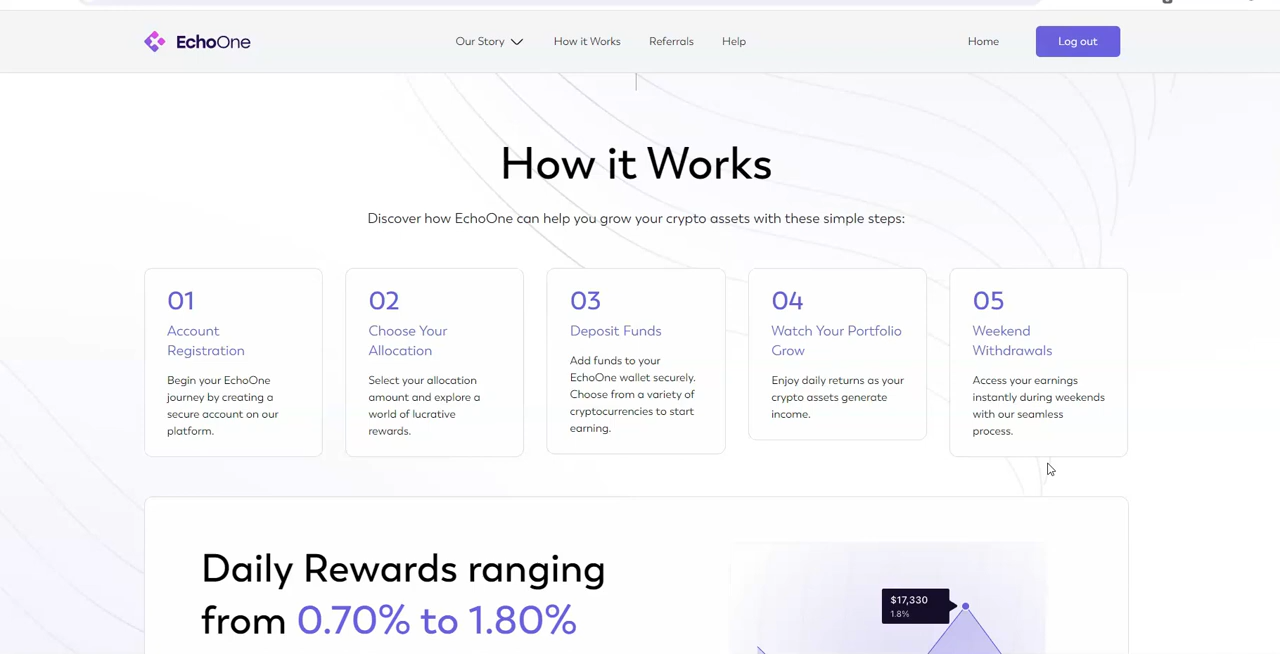 EchoOne
Our Story
How it Works
Referrals
Help
Home
Log out
How it Works
Discover how EchoOne can help you grow your crypto assets with these simple steps:
01
Account
Registration
Begin your EchoOne
journey by creating a
secure account on our
platform.
02
Choose Your
Allocation
Select your allocation
amount and explore a
world of lucrative
rewards.
03
Deposit Funds
Add funds to your
EchoOne wallet securely.
Choose from a variety of
cryptocurrencies to start
earning.
04
Watch Your Portfolio
Grow
Enjoy daily returns as your
crypto assets generate
income.
05
Weekend
Withdrawals
Access your earnings
instantly during weekends
with our seamless
process.
Daily Rewards ranging
from 0.70% to 1.80%
$17,330
1.8%